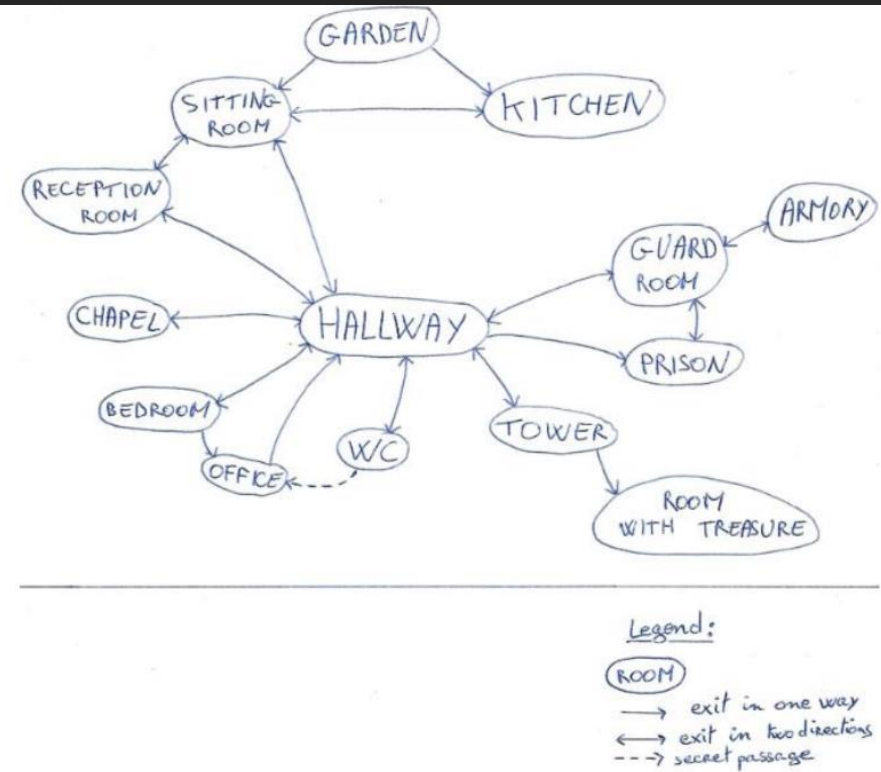 GARDEN
SITTING
ROOM
KITCHEN
RECEPTION
ROOM
ARMORY
GUARD
ROOM
CHAPEL
HALLWAY
PRISON
BEDROOM
OFFICE
WC
TOWER
ROOM
WITH TREASURE
Legend:
ROOM
exit in one way
exit in two directions
secret passage